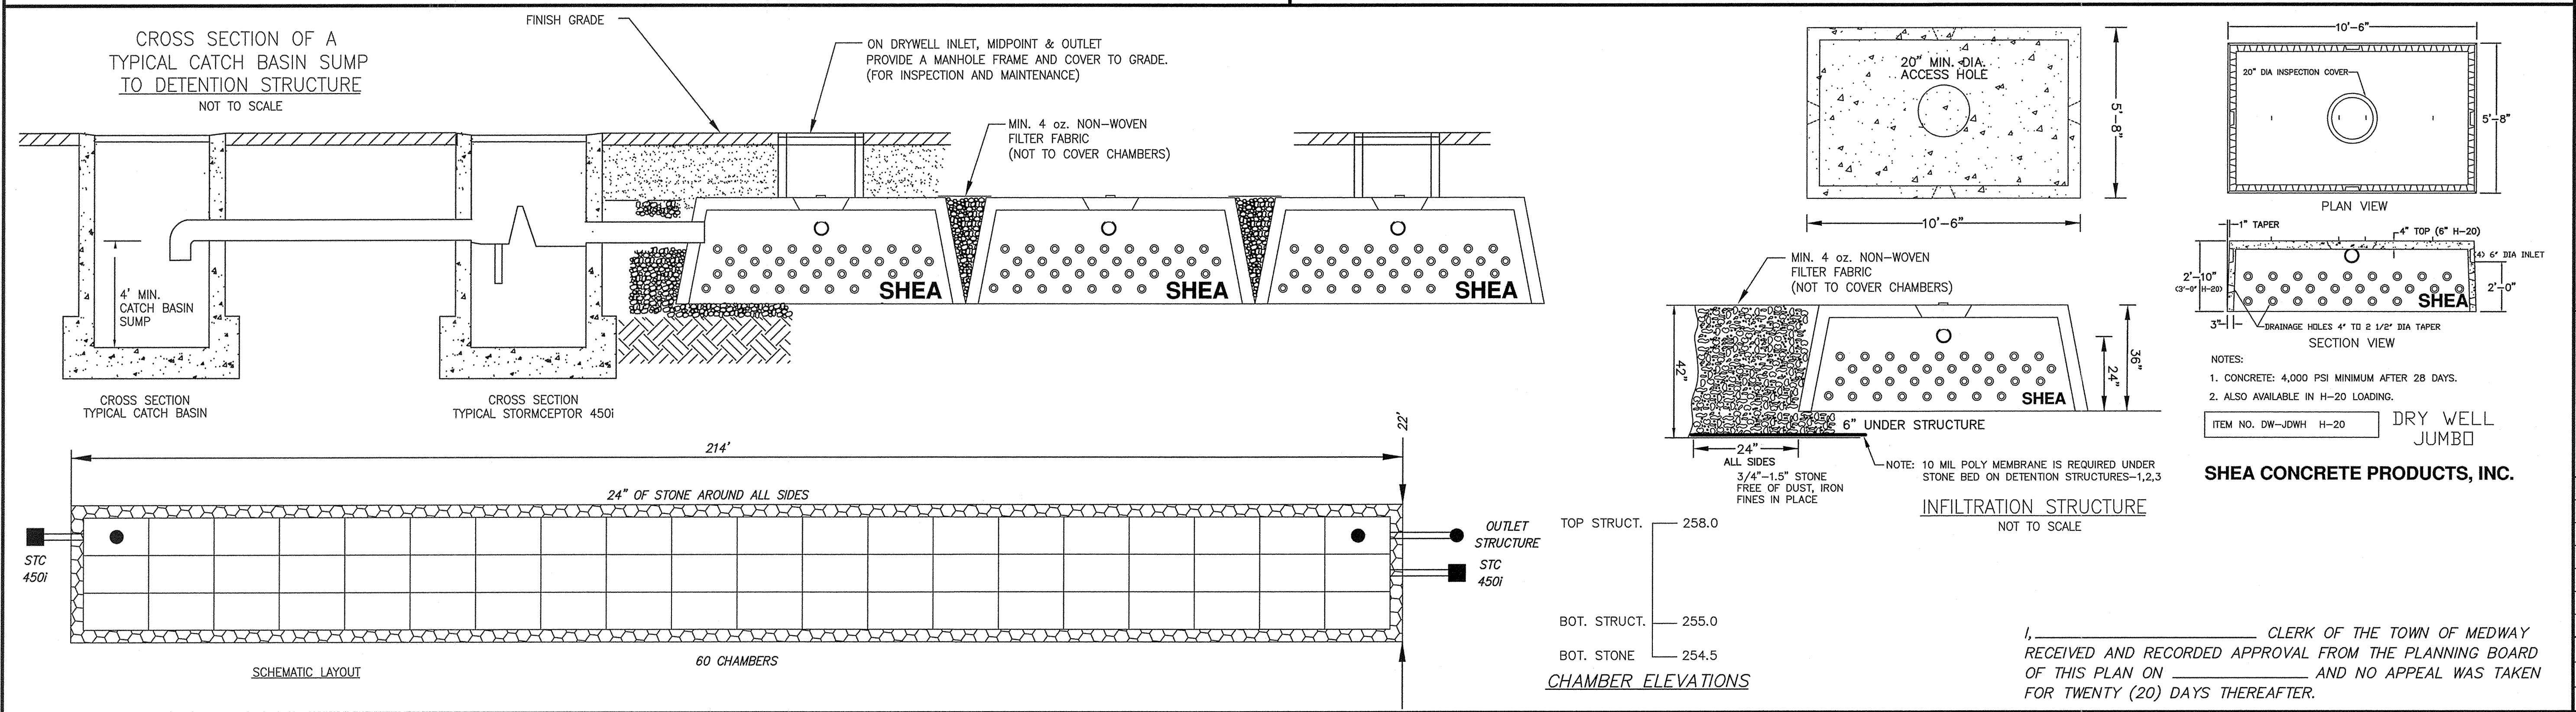 CROSS SECTION OF A
TYPICAL CATCH BASIN SUMP
TO DETENTION STRUCTURE
NOT TO SCALE
FINISH GRADE
ON DRYWELL INLET, MIDPOINT & OUTLET
PROVIDE A MANHOLE FRAME AND COVER TO GRADE.
(FOR INSPECTION AND MAINTENANCE)
MIN. 4 oz. NON-WOVEN
FILTER FABRIC
(NOT TO COVER CHAMBERS)
4' MIN.
CATCH BASIN
SUMP
SHEA
SHEA
SHEA
CROSS SECTION
TYPICAL CATCH BASIN
CROSS SECTION
TYPICAL STORMCEPTOR 450i
214'
22'
24" OF STONE AROUND ALL SIDES
STC
450i
OUTLET
STRUCTURE
STC
450i
60 CHAMBERS
SCHEMATIC LAYOUT
20" MIN. DIA.
ACCESS HOLE
5'-8"
10'-6"
MIN. 4 oz. NON-WOVEN
FILTER FABRIC
(NOT TO COVER CHAMBERS)
42"
SHEA
24"
36"
6" UNDER STRUCTURE
24"
ALL SIDES
3/4"-1.5" STONE
FREE OF DUST, IRON
FINES IN PLACE
NOTE: 10 MIL POLY MEMBRANE IS REQUIRED UNDER
STONE BED ON DETENTION STRUCTURES-1,2,3
INFILTRATION STRUCTURE
NOT TO SCALE
TOP STRUCT. 258.0
BOT. STRUCT. 255.0
BOT. STONE 254.5
CHAMBER ELEVATIONS
10'-6"
20" DIA INSPECTION COVER
5'-8"
PLAN VIEW
1" TAPER
4" TOP (6" H-20)
(4) 6" DIA INLET
2'-10"
(3'-0" H-20)
2'-0"
SHEA
3"
DRAINAGE HOLES 4" TO 2 1/2" DIA TAPER
SECTION VIEW
NOTES:
1. CONCRETE: 4,000 PSI MINIMUM AFTER 28 DAYS.
2. ALSO AVAILABLE IN H-20 LOADING.
ITEM NO. DW-JDWH H-20
DRY WELL
JUMBO
SHEA CONCRETE PRODUCTS, INC.
I, CLERK OF THE TOWN OF MEDWAY
RECEIVED AND RECORDED APPROVAL FROM THE PLANNING BOARD
OF THIS PLAN ON AND NO APPEAL WAS TAKEN
FOR TWENTY (20) DAYS THEREAFTER.